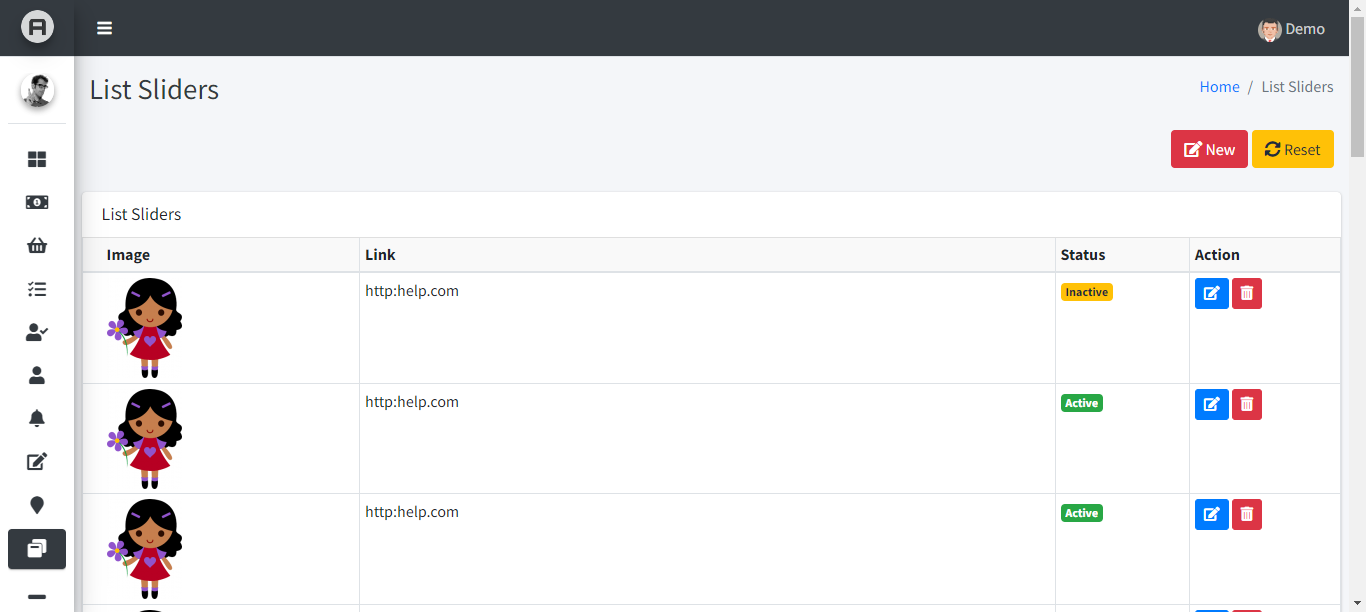 Demo
List Sliders
Home / List Sliders
New Reset
List Sliders
Image Link Status Action
http:help.com Inactive
http:help.com Active
http:help.com Active